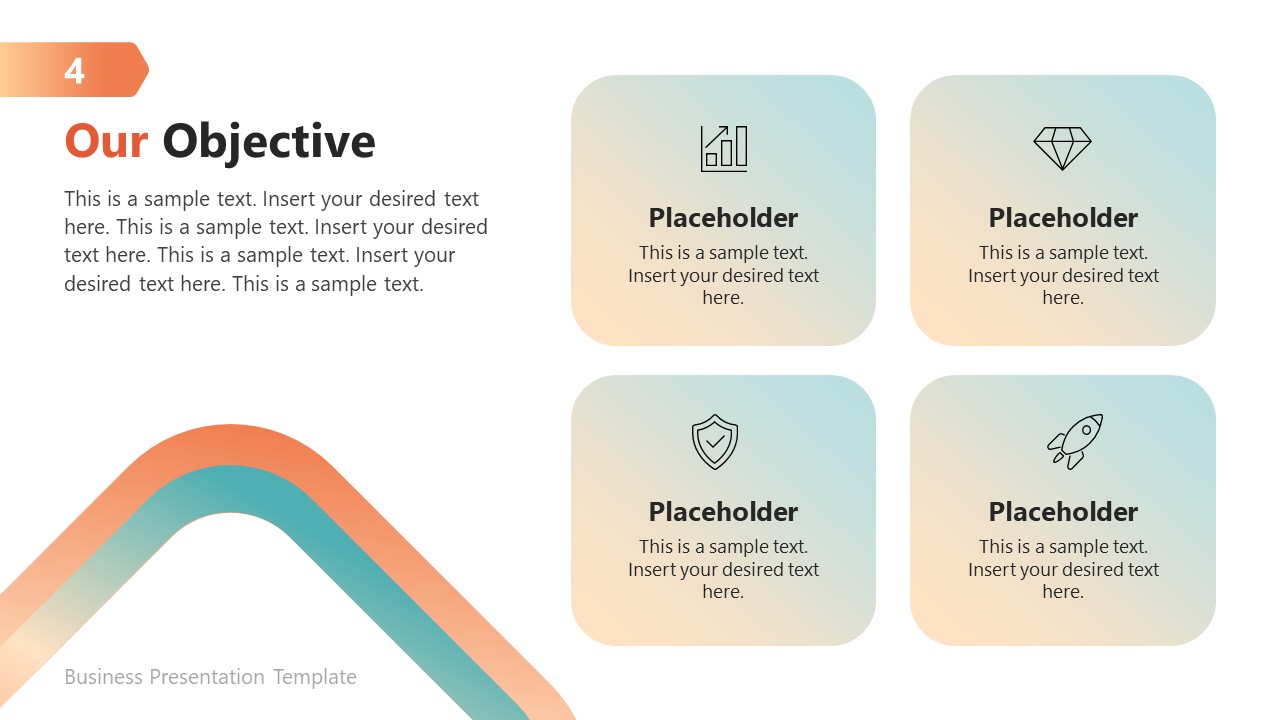 4
Our Objective
This is a sample text. Insert your desired text
here. This is a sample text. Insert your desired
text here. This is a sample text. Insert your
desired text here. This is a sample text.
Placeholder
This is a sample text.
Insert your desired text
here.
Placeholder
This is a sample text.
Insert your desired text
here.
Placeholder
This is a sample text.
Insert your desired text
here.
Placeholder
This is a sample text.
Insert your desired text
here.
Business Presentation Template